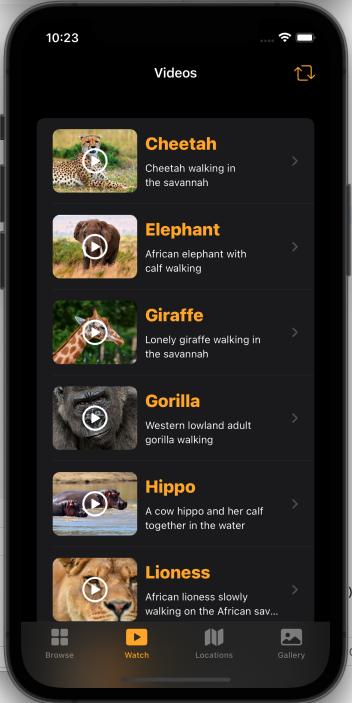 10:23
Videos
Cheetah
Cheetah walking in
the savannah
Elephant
African elephant with
calf walking
Giraffe
Lonely giraffe walking in
the savannah
Gorilla
Western lowland adult
gorilla walking
Hippo
A cow hippo and her calf
together in the water
Lioness
African lioness slowly
walking on the African sav...
Browse
Watch
Locations
Gallery